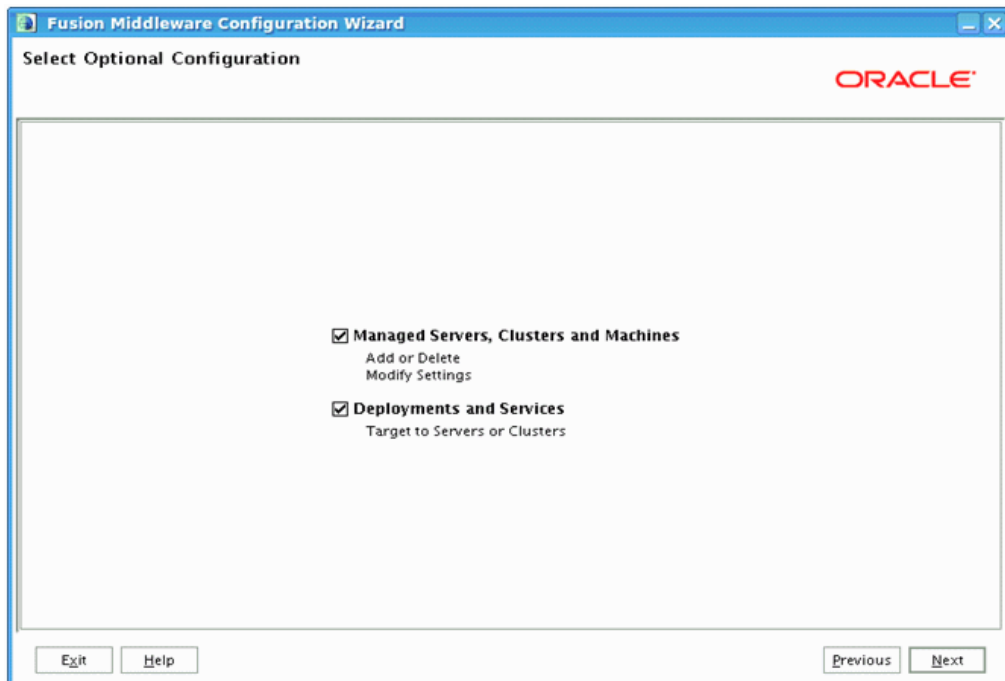 Fusion Middleware Configuration Wizard
Select Optional Configuration
ORACLE
Managed Servers, Clusters and Machines
Add or Delete
Modify Settings
Deployments and Services
Target to Servers or Clusters
Exit Help Previous Next